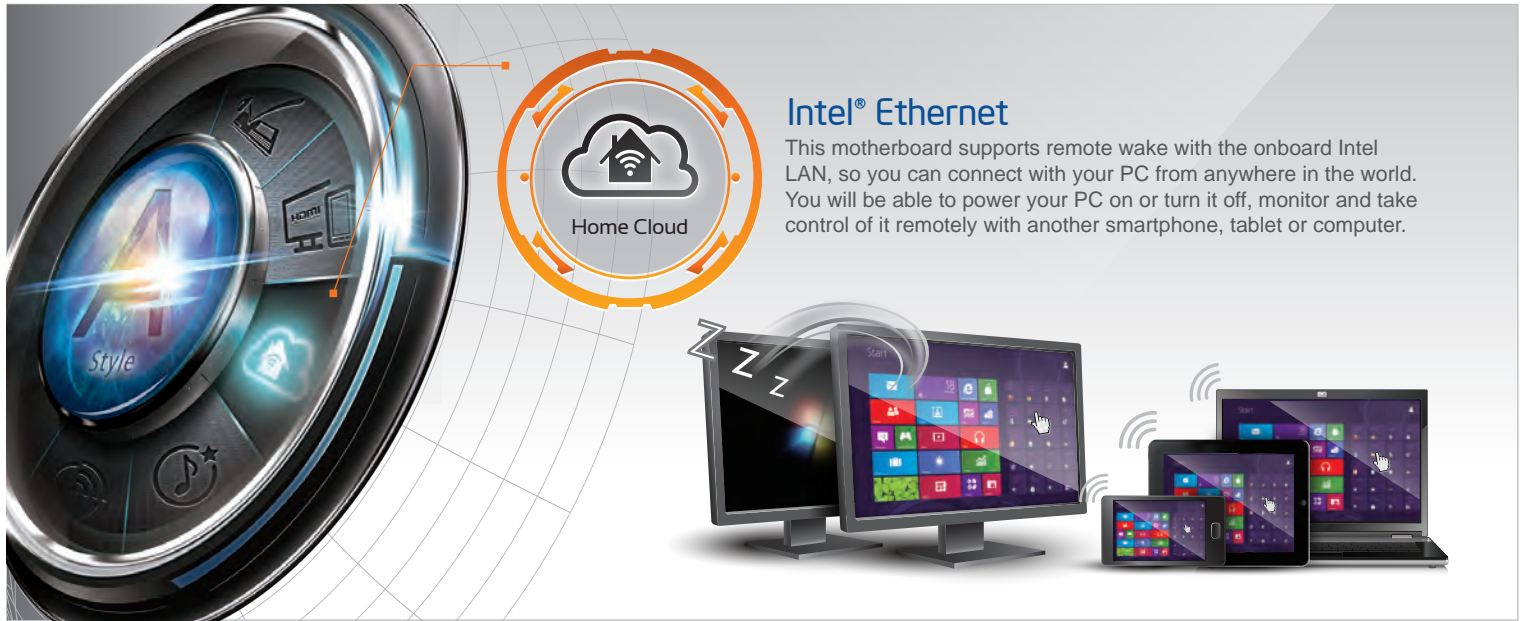 Intel® Ethernet
This motherboard supports remote wake with the onboard Intel
LAN, so you can connect with your PC from anywhere in the world.
You will be able to power your PC on or turn it off, monitor and take
control of it remotely with another smartphone, tablet or computer.
Home Cloud
HDMI
A
Style
Z
Z
Z
Start
18
Start